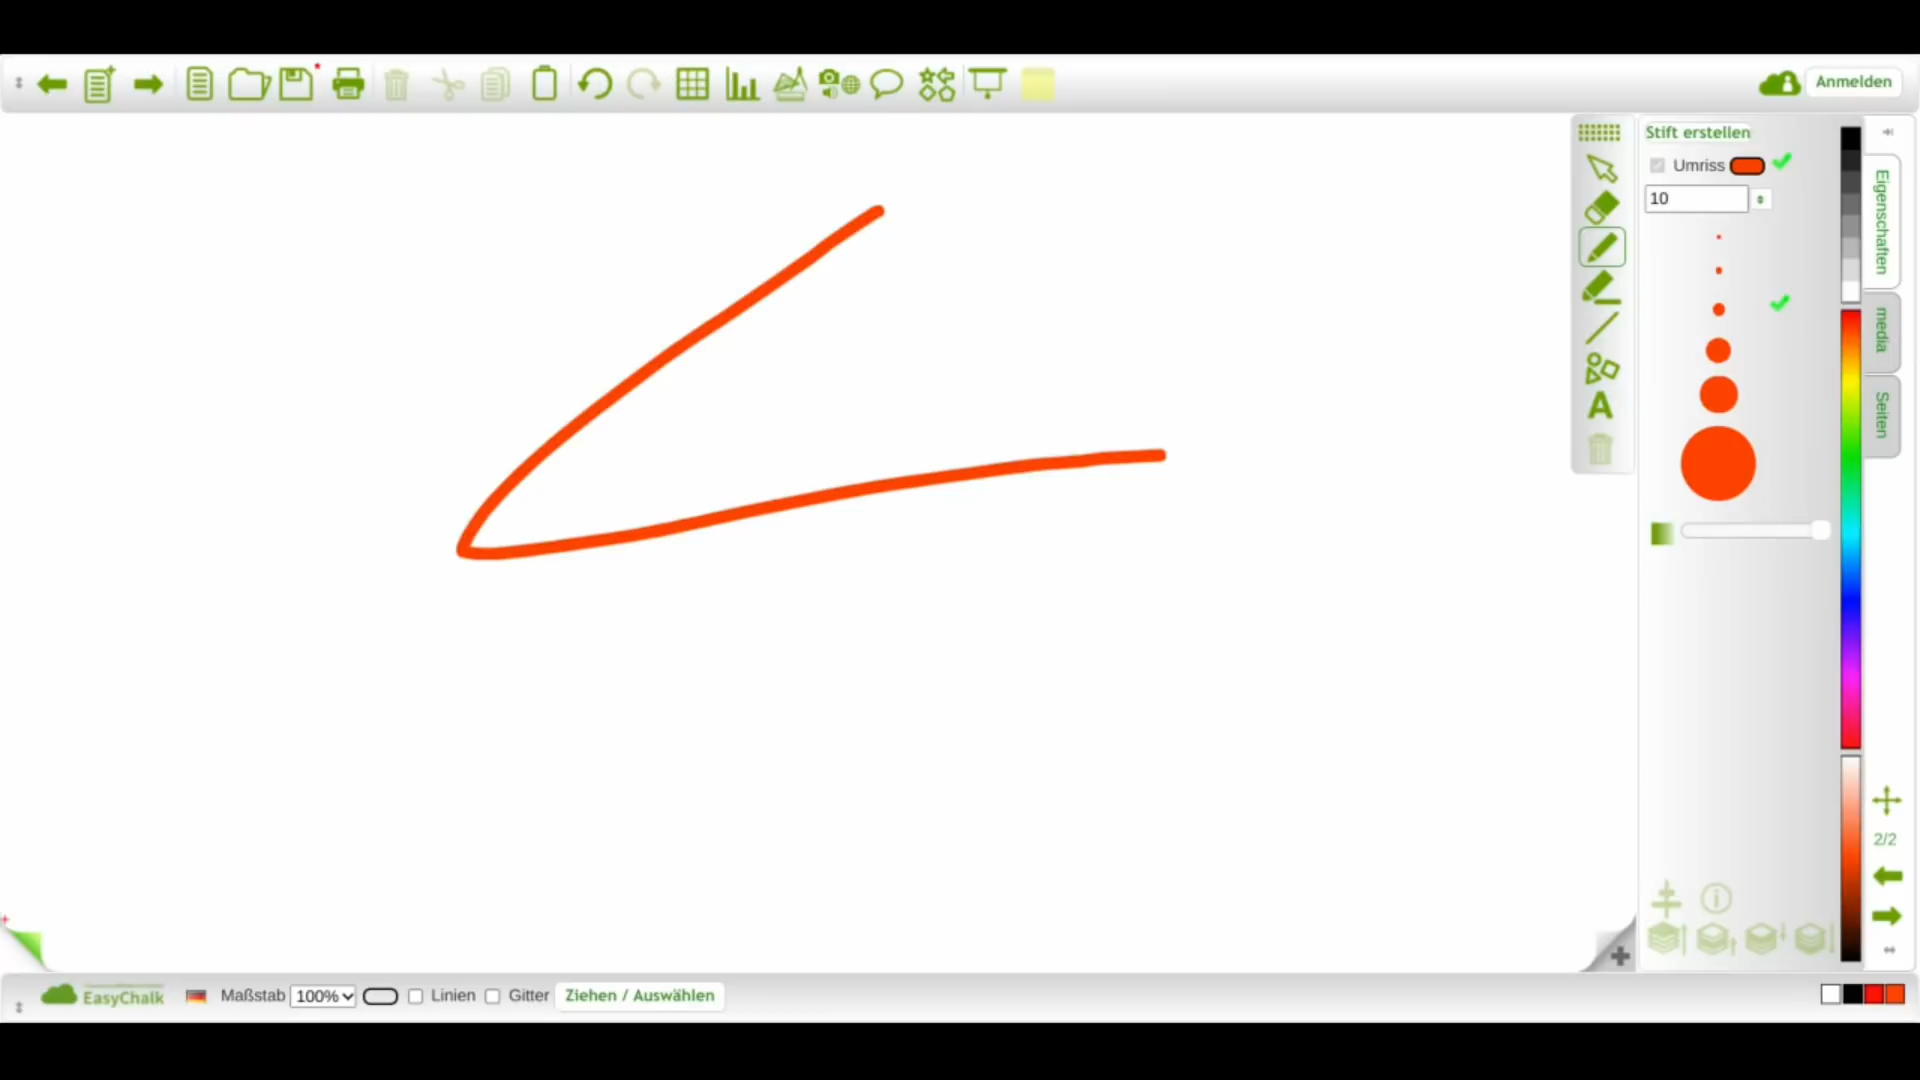 Anmelden
Stift erstellen
Umriss
10
Eigenschaften
media
Seiten
2/2
EasyChalk
Maßstab 100% Linien Gitter Ziehen / Auswählen